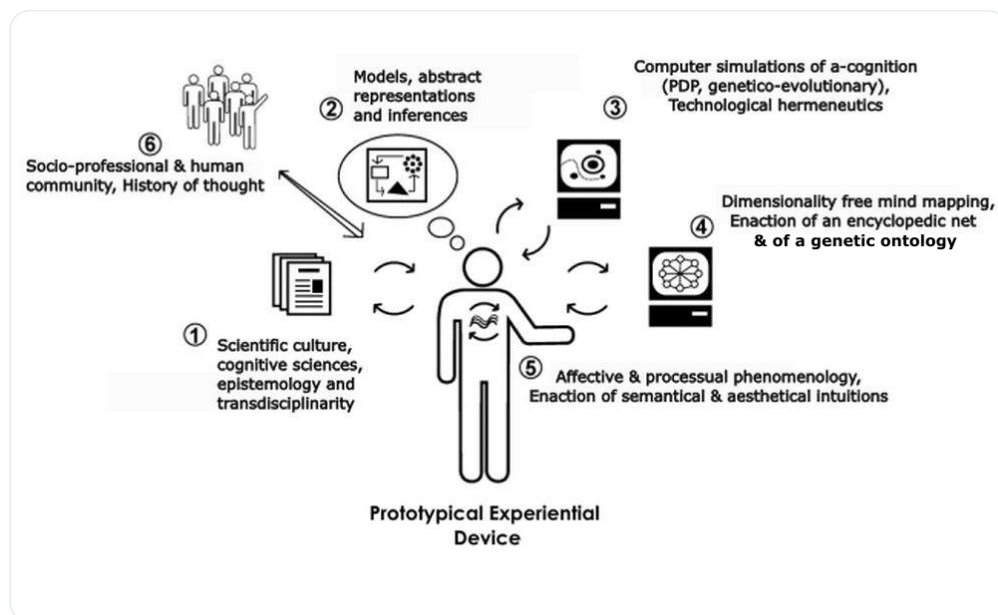 ⑥
Socio-professional & human
community, History of thought
②
Models, abstract
representations
and inferences
③
Computer simulations of a-cognition
(PDP, genetico-evolutionary),
Technological hermeneutics
④
Dimensionality free mind mapping,
Enaction of an encyclopedic net
& of a genetic ontology
①
Scientific culture,
cognitive sciences,
epistemology and
transdisciplinarity
⑤
Affective & processual phenomenology,
Enaction of semantical & aesthetical intuitions
Prototypical Experiential
Device